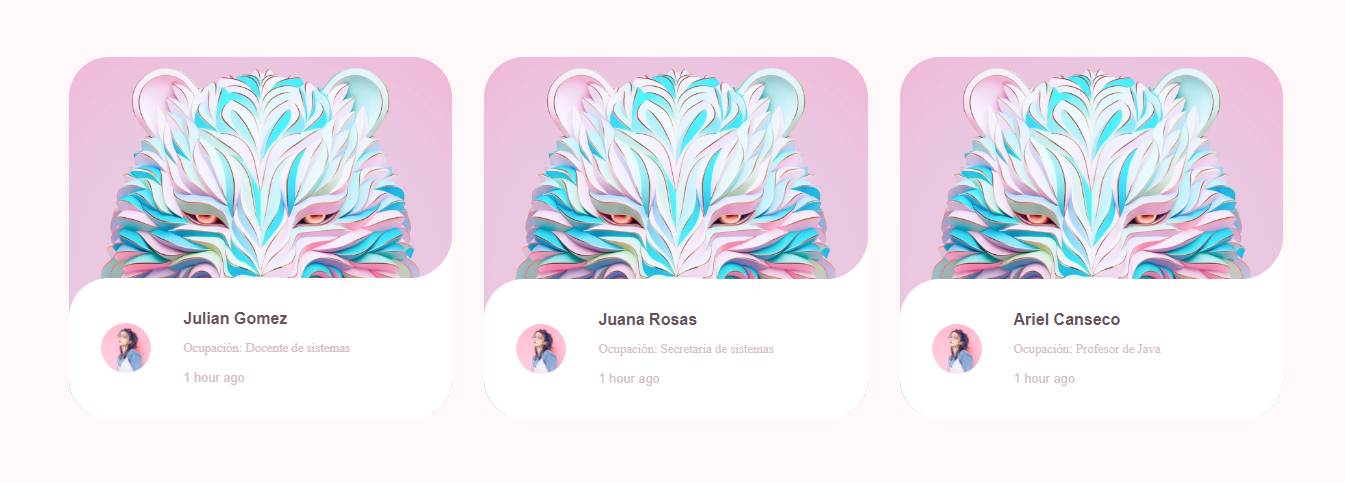 Julian Gomez
Ocupación: Docente de sistemas
1 hour ago
Juana Rosas
Ocupación: Secretaria de sistemas
1 hour ago
Ariel Canseco
Ocupación: Profesor de Java
1 hour ago